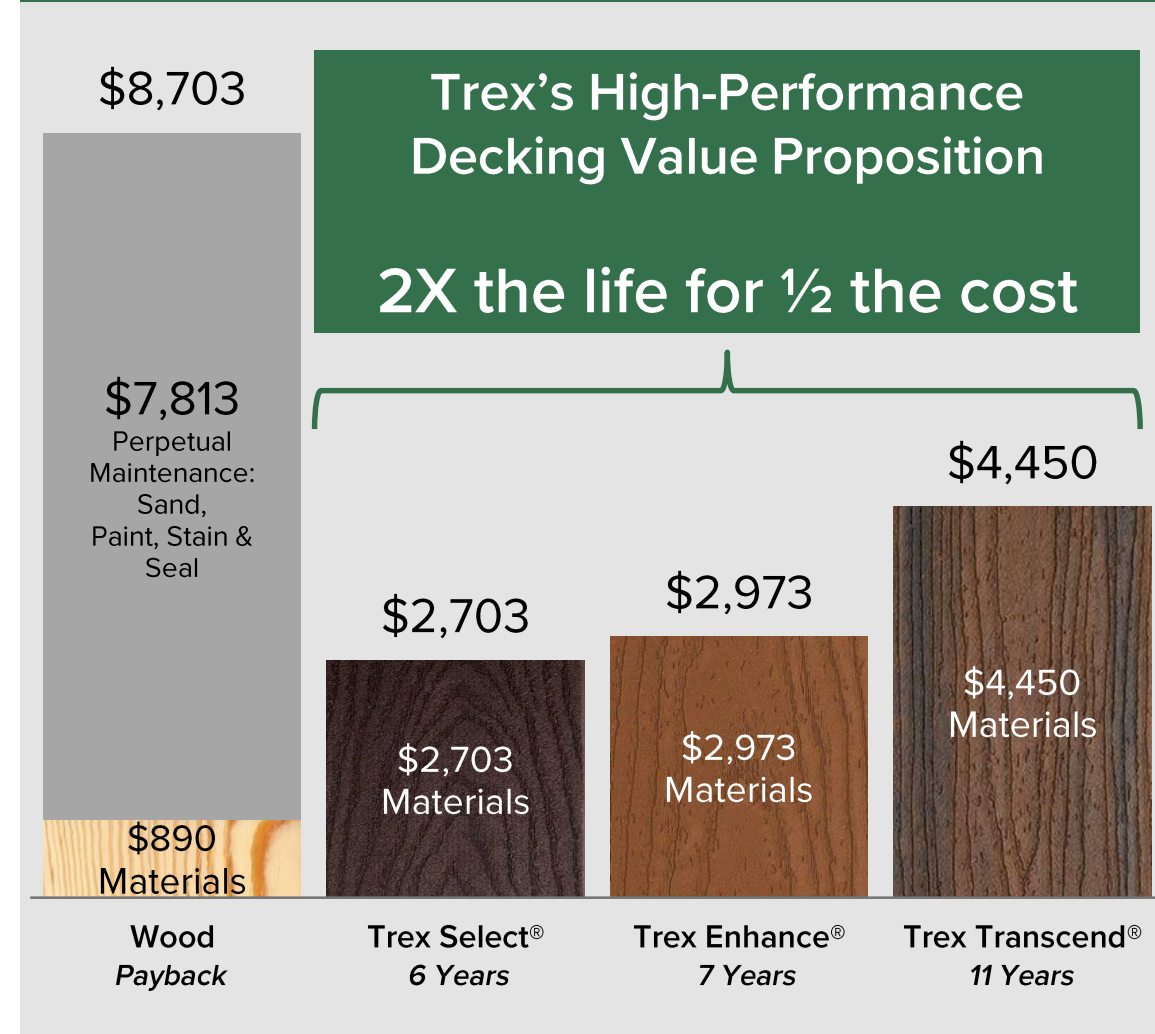 $8,703
Trex’s High-Performance
Decking Value Proposition
2X the life for ½ the cost
$7,813
Perpetual
Maintenance:
Sand,
Paint, Stain &
Seal
$890
Materials
$2,703
$2,703
Materials
$2,973
$2,973
Materials
$4,450
$4,450
Materials
Wood
Payback
Trex Select®
6 Years
Trex Enhance®
7 Years
Trex Transcend®
11 Years